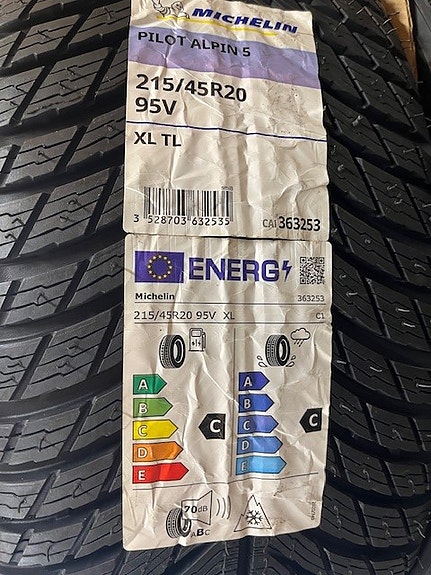 MICHELIN
PILOT ALPIN 5
215/45R20
95V
XL TL
3 528703 632535
CAI 363253
ENERG
Michelin 363253
215/45R20 95V XL C1
A A
B B
C C C C
D D
E E
70dB
ABC